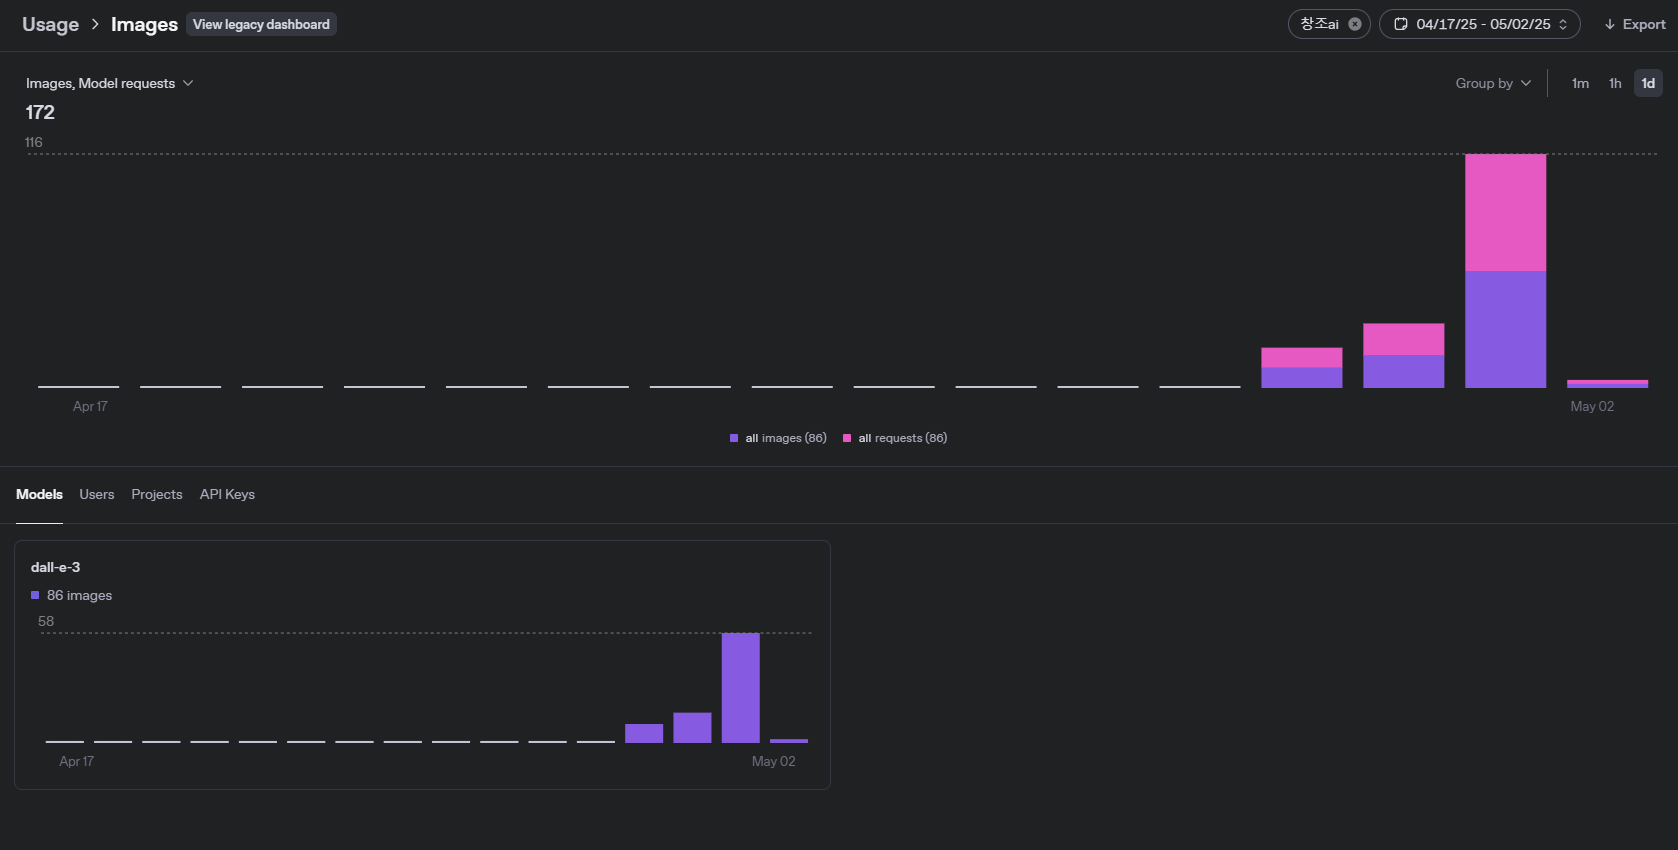 Usage > Images View legacy dashboard 창조ai 04/17/25 - 05/02/25 Export
Images, Model requests Group by 1m 1h 1d
172
116
Apr 17 May 02
all images (86) all requests (86)
Models Users Projects API Keys
dall-e-3
86 images
58
Apr 17 May 02